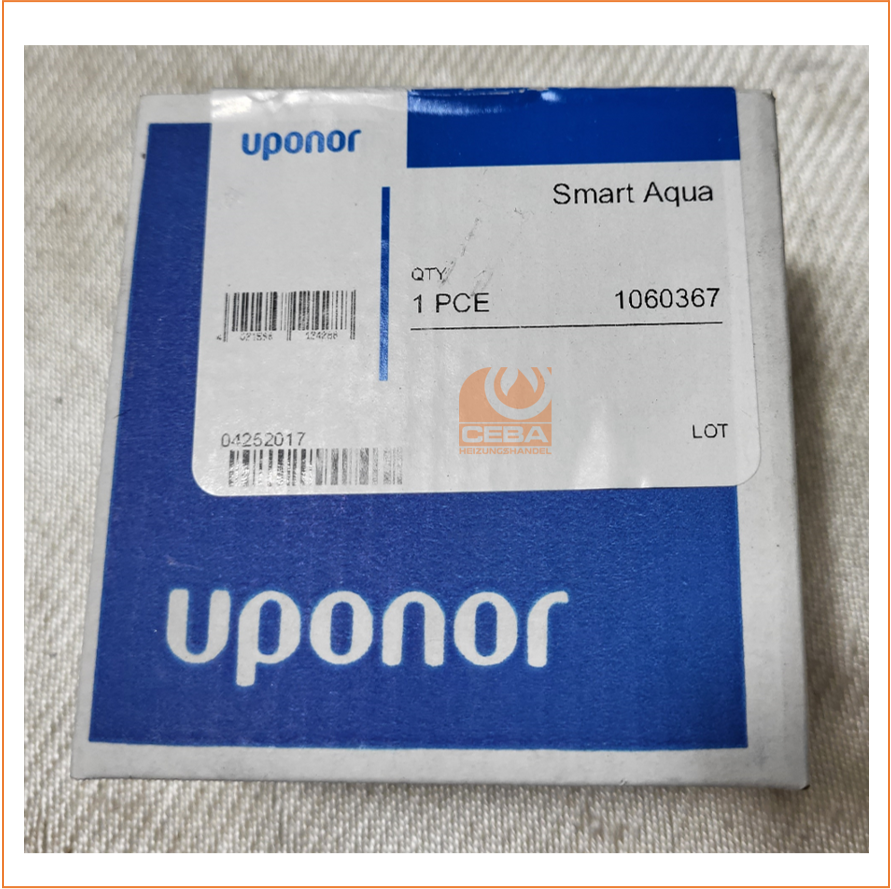 uponor
Smart Aqua
QTY
1 PCE 1060367
04252017
LOT
CEBA
HEIZUNGSHANDEL
uponor